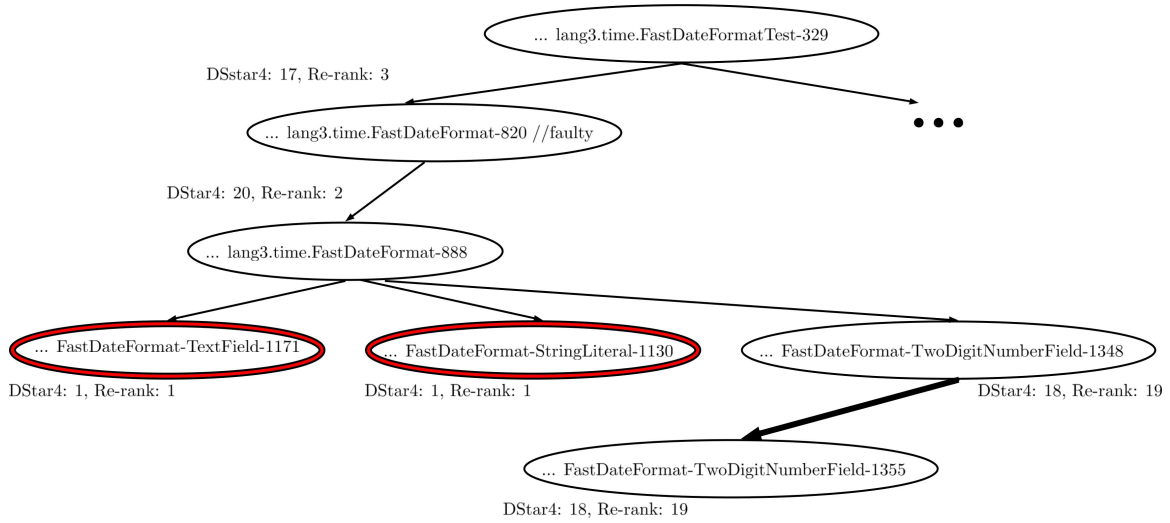 ... lang3.time.FastDateFormatTest-329
DSstar4: 17, Re-rank: 3
... lang3.time.FastDateFormat-820 //faulty
DStar4: 20, Re-rank: 2
... lang3.time.FastDateFormat-888
... FastDateFormat-TextField-1171
... FastDateFormat-StringLiteral-1130
... FastDateFormat-TwoDigitNumberField-1348
DStar4: 1, Re-rank: 1
DStar4: 1, Re-rank: 1
DStar4: 18, Re-rank: 19
... FastDateFormat-TwoDigitNumberField-1355
DStar4: 18, Re-rank: 19